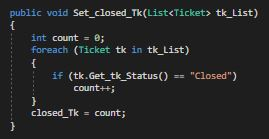 public void Set_closed_Tk(List<Ticket> tk_List)
{
int count = 0;
foreach (Ticket tk in tk_List)
{
if (tk.Get_tk_Status() == "Closed")
count++;
}
closed_Tk = count;
}